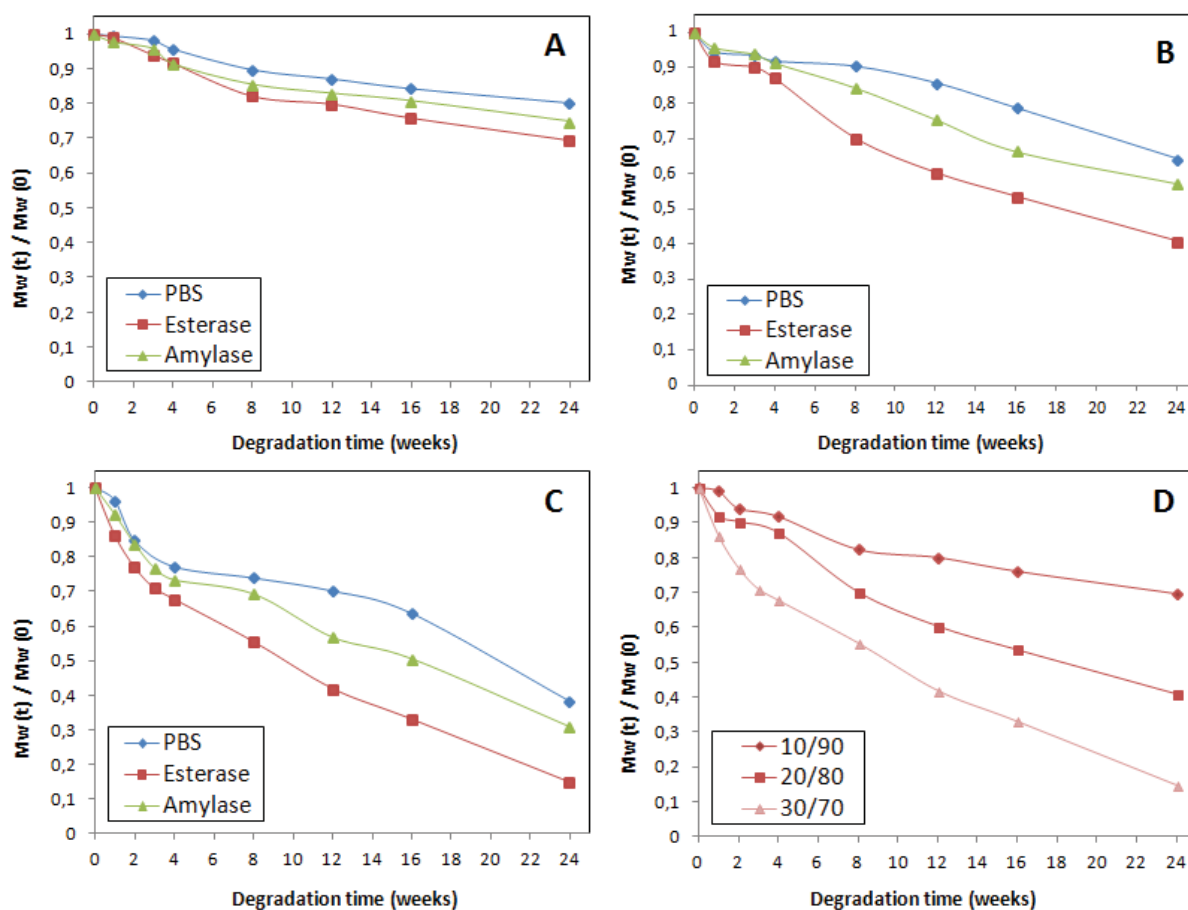 A
Mw (t) / Mw (0)
1
0,9
0,8
0,7
0,6
0,5
0,4
0,3
0,2
0,1
0
PBS
Esterase
Amylase
0 2 4 6 8 10 12 14 16 18 20 22 24
Degradation time (weeks)
B
Mw (t) / Mw (0)
1
0,9
0,8
0,7
0,6
0,5
0,4
0,3
0,2
0,1
0
PBS
Esterase
Amylase
0 2 4 6 8 10 12 14 16 18 20 22 24
Degradation time (weeks)
C
Mw (t) / Mw (0)
1
0,9
0,8
0,7
0,6
0,5
0,4
0,3
0,2
0,1
0
PBS
Esterase
Amylase
0 2 4 6 8 10 12 14 16 18 20 22 24
Degradation time (weeks)
D
Mw (t) / Mw (0)
1
0,9
0,8
0,7
0,6
0,5
0,4
0,3
0,2
0,1
0
10/90
20/80
30/70
0 2 4 6 8 10 12 14 16 18 20 22 24
Degradation time (weeks)